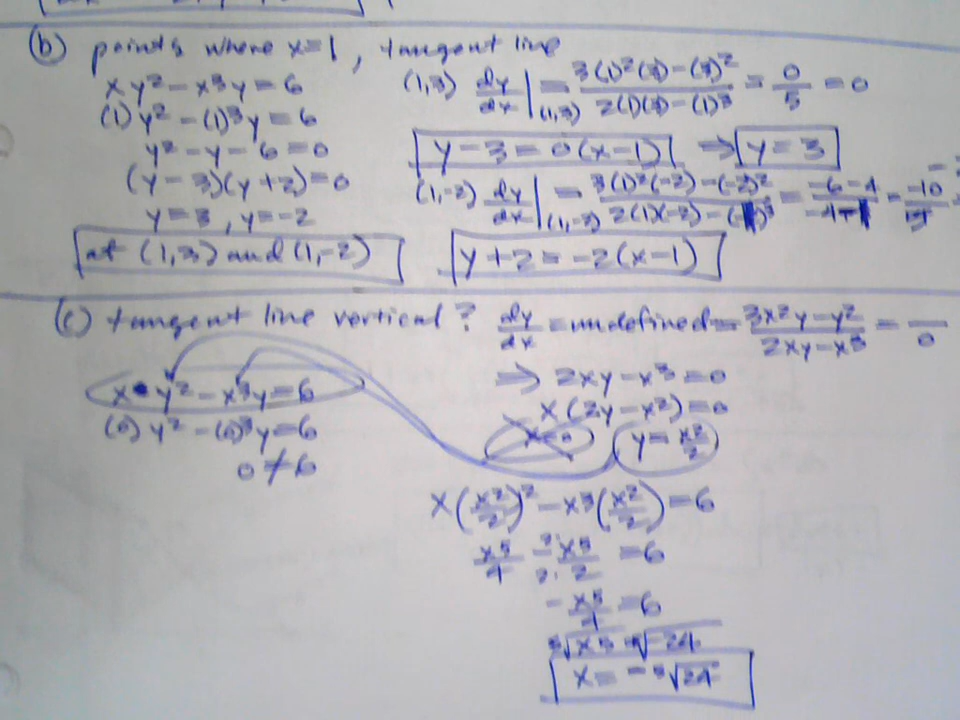 (b) points where x=1, tangent line
xy² - x³y = 6
(1)y² - (1)³y = 6
y² - y - 6 = 0
(y - 3)(y + 2) = 0
y = 3, y = -2
at (1,3) and (1,-2)
(1,3) dy/dx |(1,3) = 3(1)²(3)-(3)² / 2(1)(3)-(1)³ = 0/5 = 0
y - 3 = 0(x-1) ⇒ y = 3
(1,-2) dy/dx |(1,-2) = 3(1)²(-2)-(-2)² / 2(1)(-2)-(1)³ = -6-4 / -4-1 = -10 /
y + 2 = -2(x-1)
(c) tangent line vertical? dy/dx = undefined = 3x²y-y² / 2xy-x³ = — / 0
x y² - x³y = 6
(0)y² - (0)³y = 6
0 ≠ 6
⇒ 2xy - x³ = 0
x(2y - x²) = 0
x=0 y = x²/2
x(x²/2)² - x³(x²/2) = 6
x⁵/4 - 2·x⁵/2·2 = 6
-x⁵/4 = 6
⁵√x⁵ ⁵√-24
x = -⁵√24